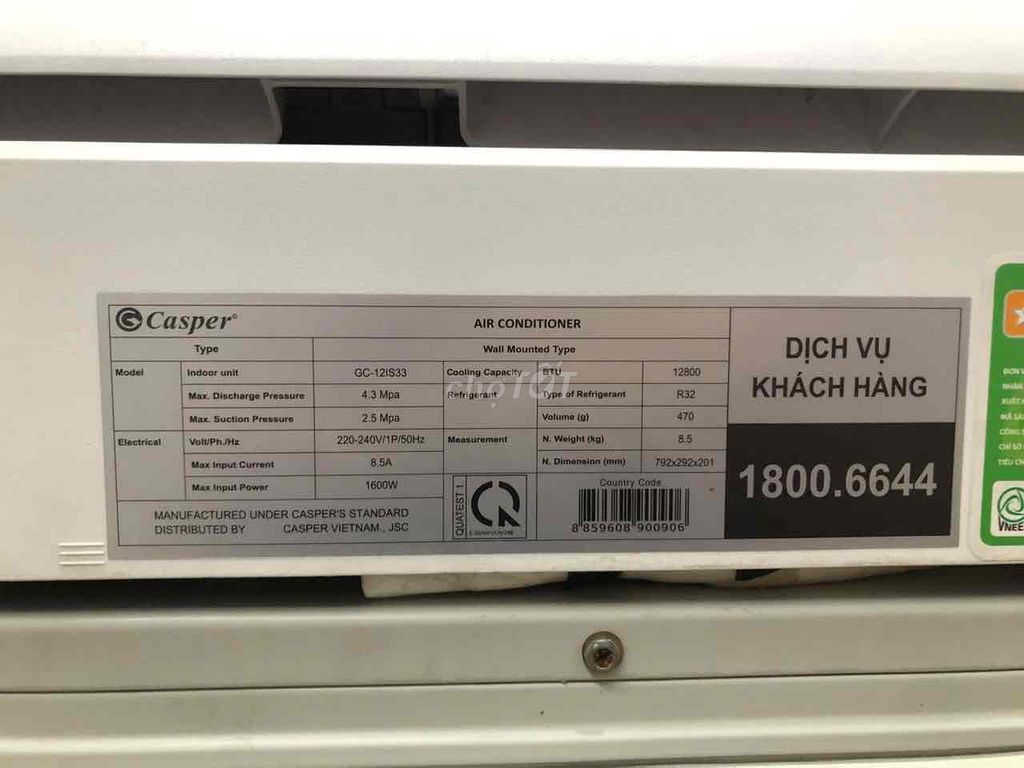 Casper®
AIR CONDITIONER
Type
Wall Mounted Type
Model
Indoor unit
GC-12IS33
Cooling Capacity
BTU
12800
Max. Discharge Pressure
4.3 Mpa
Refrigerant
Type of Refrigerant
R32
Max. Suction Pressure
2.5 Mpa
Volume (g)
470
Electrical
Volt/Ph./Hz
220-240V/1P/50Hz
Measurement
N. Weight (kg)
8.5
Max Input Current
8.5A
N. Dimension (mm)
792x292x201
Max Input Power
1600W
MANUFACTURED UNDER CASPER'S STANDARD
DISTRIBUTED BY CASPER VIETNAM., JSC
QUATEST 1
CR
Country Code
8 859608 900906
DỊCH VỤ
KHÁCH HÀNG
1800.6644
chợTỐT
VNEE